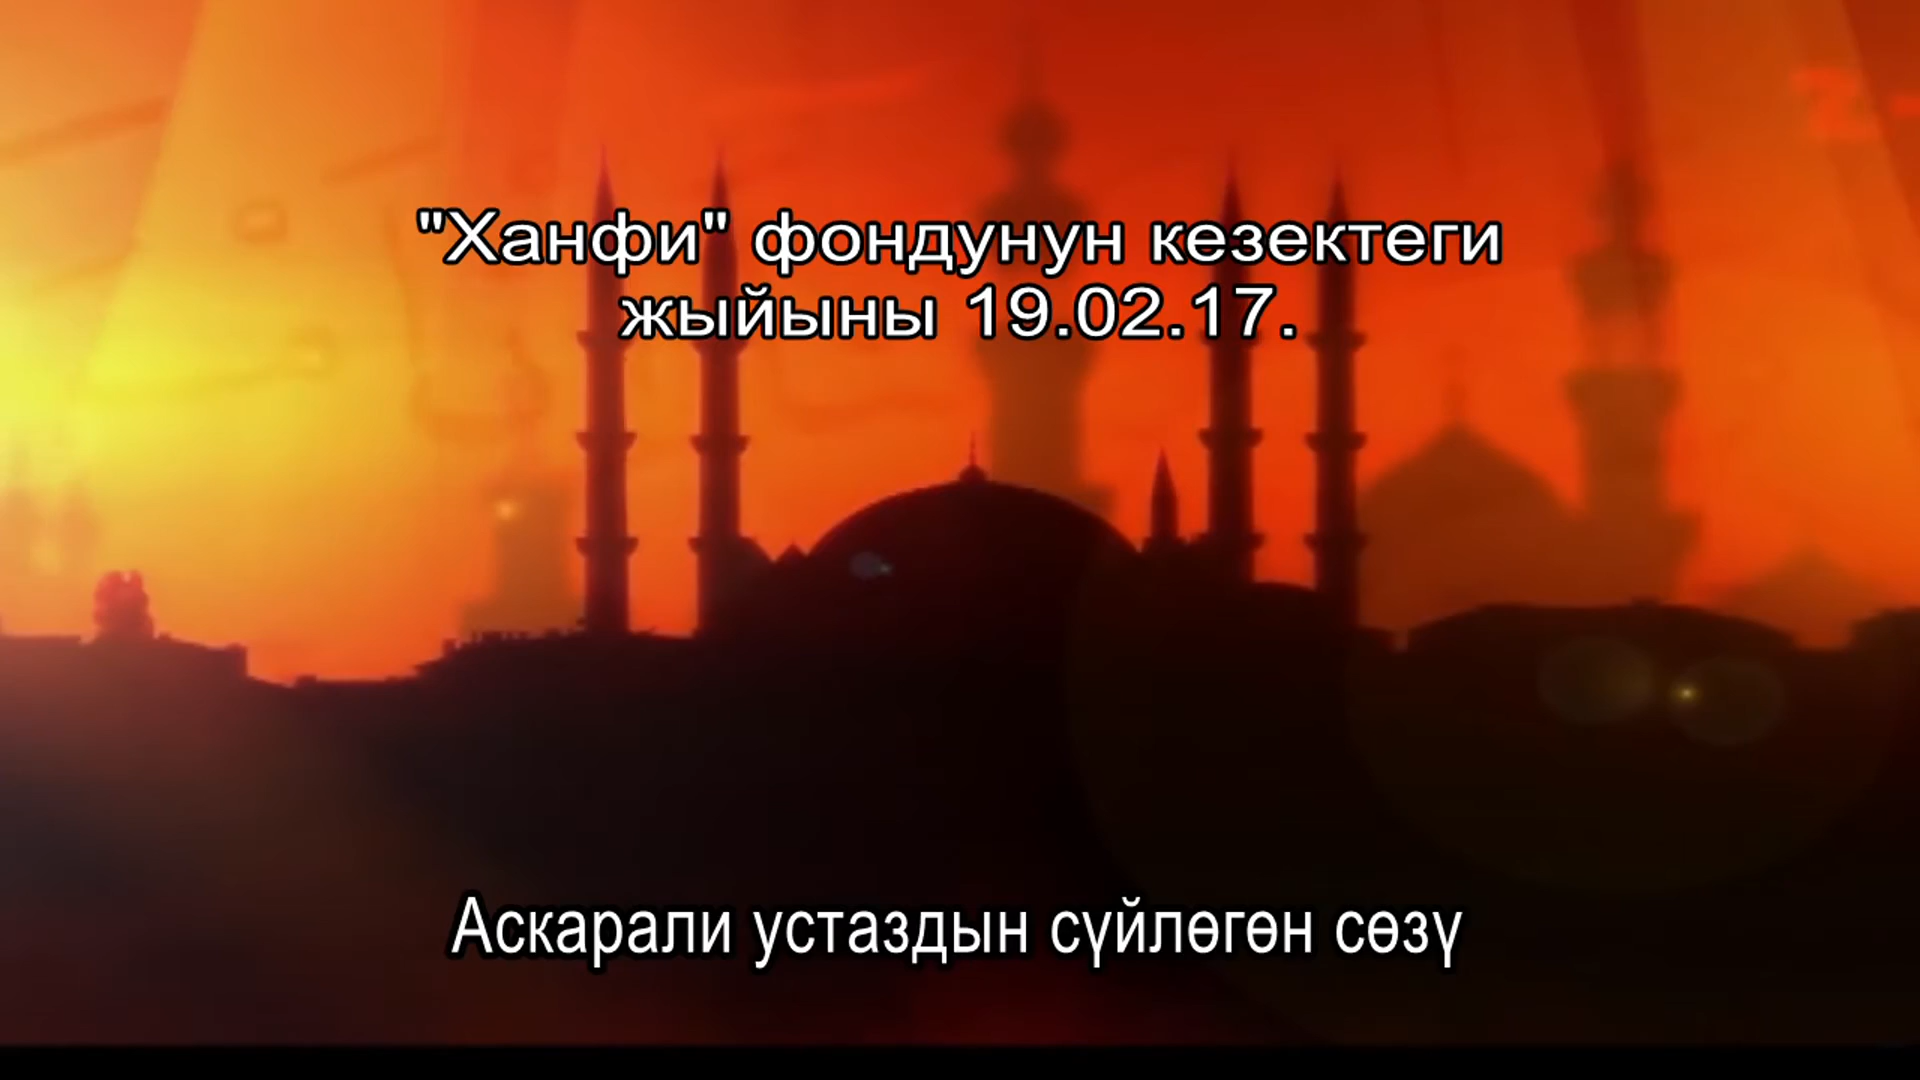 "Ханфи" фондунун кезектеги
жыйыны 19.02.17.
Аскарали устаздын сүйлөгөн сөзү